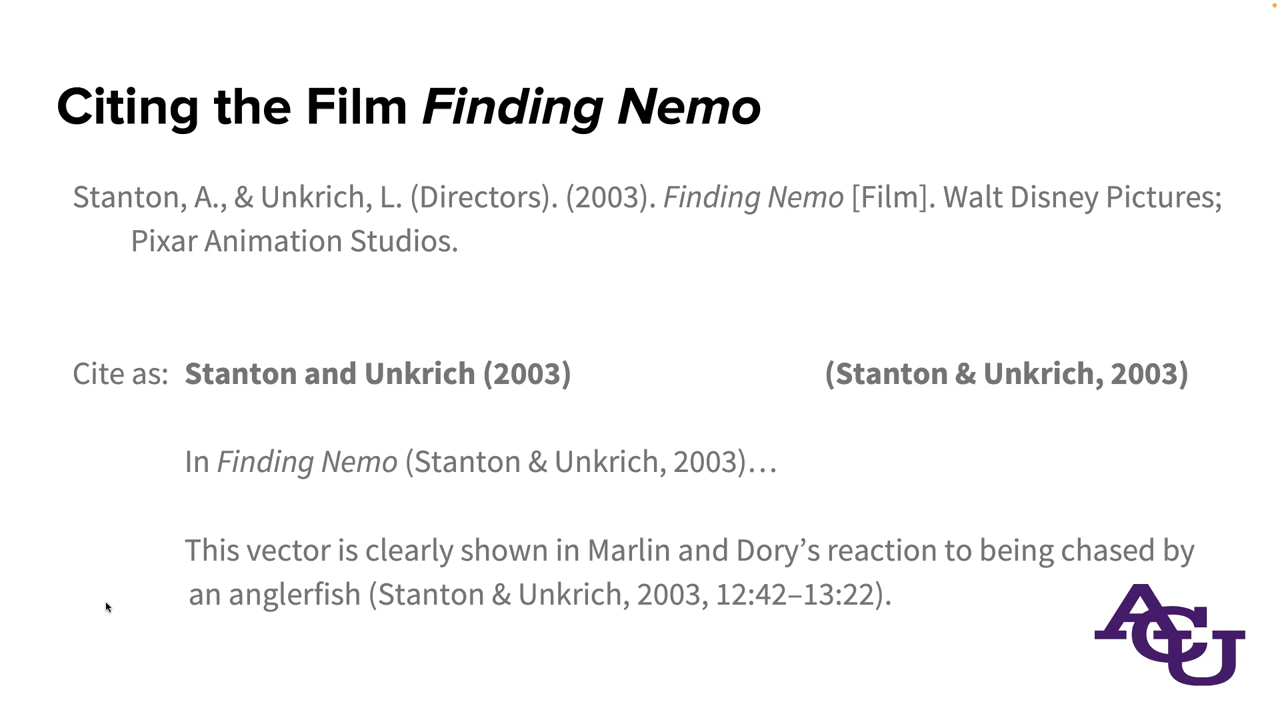 Citing the Film Finding Nemo
Stanton, A., & Unkrich, L. (Directors). (2003). Finding Nemo [Film]. Walt Disney Pictures;
Pixar Animation Studios.
Cite as: Stanton and Unkrich (2003) (Stanton & Unkrich, 2003)
In Finding Nemo (Stanton & Unkrich, 2003)…
This vector is clearly shown in Marlin and Dory’s reaction to being chased by
an anglerfish (Stanton & Unkrich, 2003, 12:42–13:22).
ACU